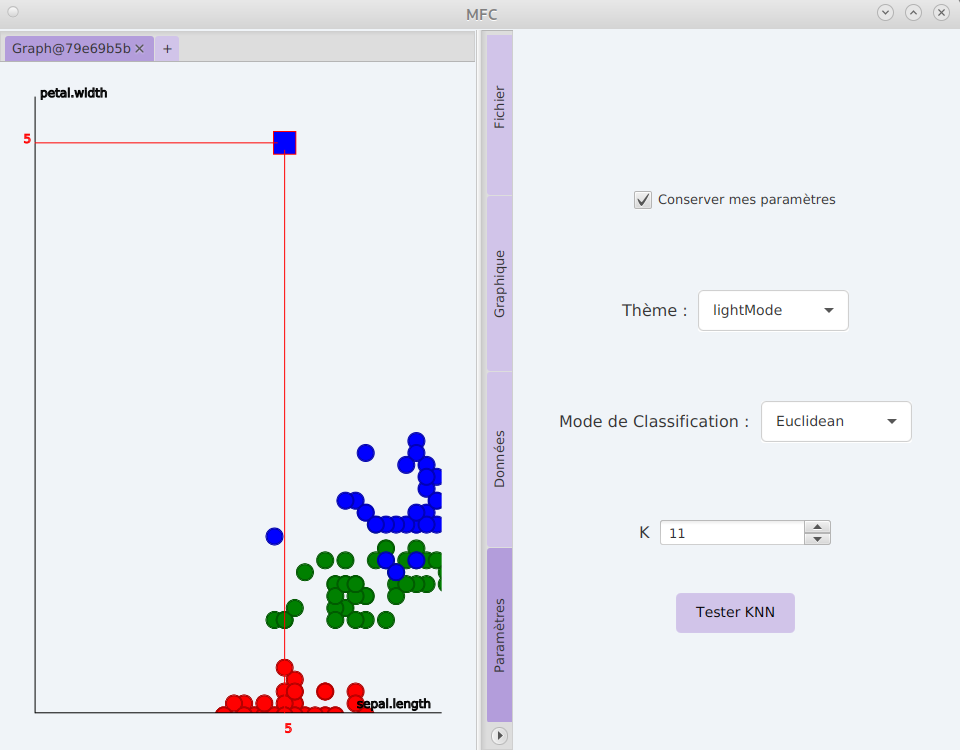 MFC
Graph@79e69b5b ×
+
petal.width
5
sepal.length
5
Fichier
Graphique
Données
Paramètres
Conserver mes paramètres
Thème :
lightMode
Mode de Classification :
Euclidean
K
11
Tester KNN